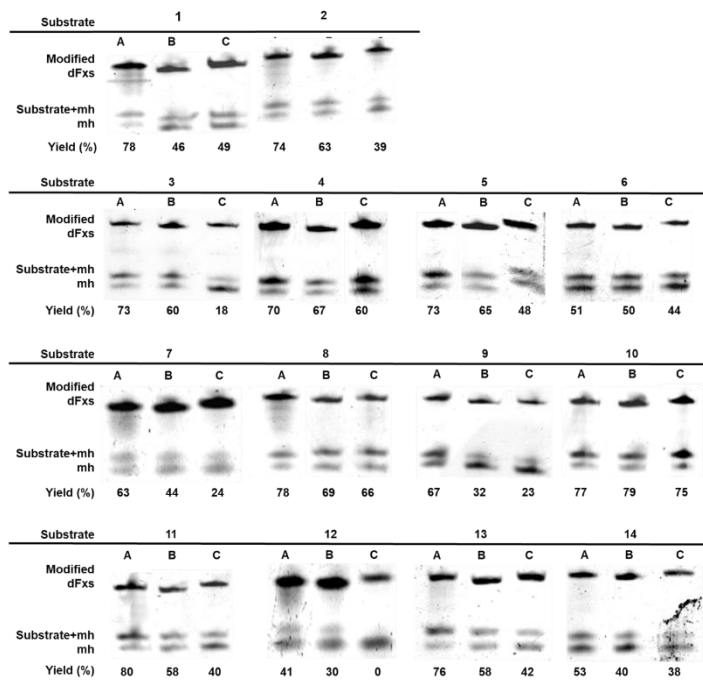 Substrate 1 2
A B C
Modified
dFxs
Substrate+mh
mh
Yield (%) 78 46 49 74 63 39
Substrate 3 4 5 6
A B C A B C A B C A B C
Modified
dFxs
Substrate+mh
mh
Yield (%) 73 60 18 70 67 60 73 65 48 51 50 44
Substrate 7 8 9 10
A B C A B C A B C A B C
Modified
dFxs
Substrate+mh
mh
Yield (%) 63 44 24 78 69 66 67 32 23 77 79 75
Substrate 11 12 13 14
A B C A B C A B C A B C
Modified
dFxs
Substrate+mh
mh
Yield (%) 80 58 40 41 30 0 76 58 42 53 40 38